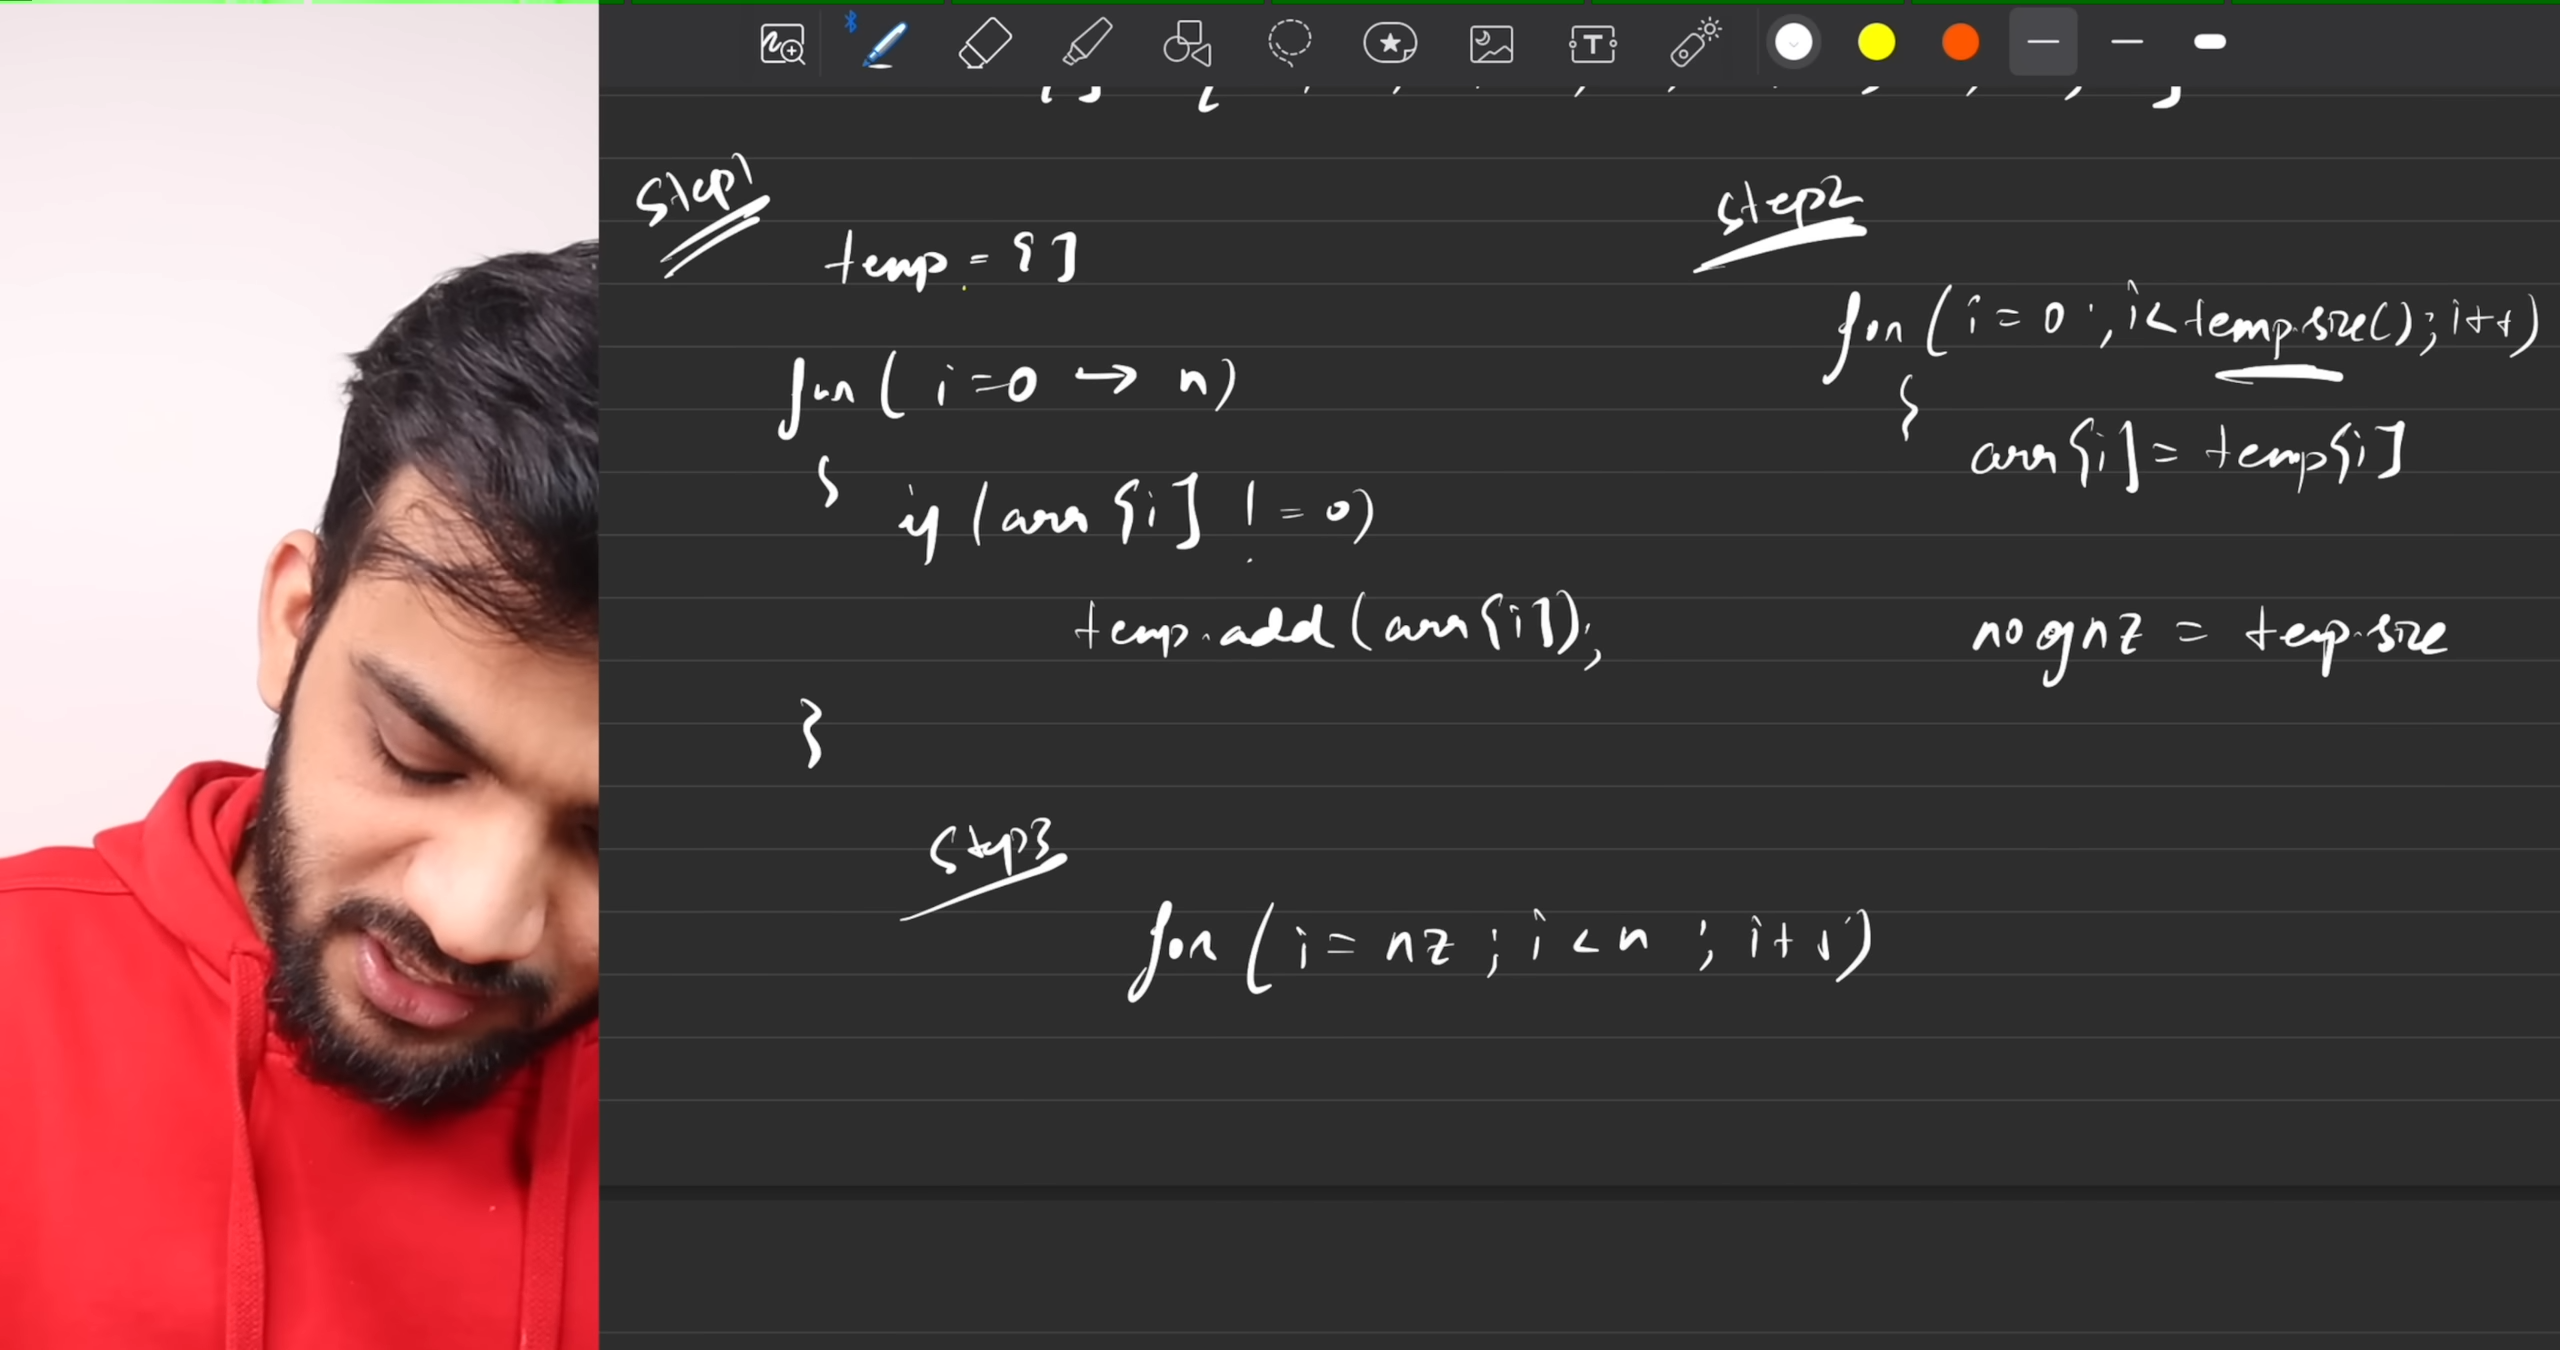 Step1
temp = []
for ( i=0 → n)
{
if (arr [i] != 0)
temp.add (arr[i]);
}
Step2
for ( i = 0 ; i < temp.size() ; i++)
{
arr[i] = temp[i]
no of nz = temp.size
Step3
for ( i = nz ; i < n ; i++)